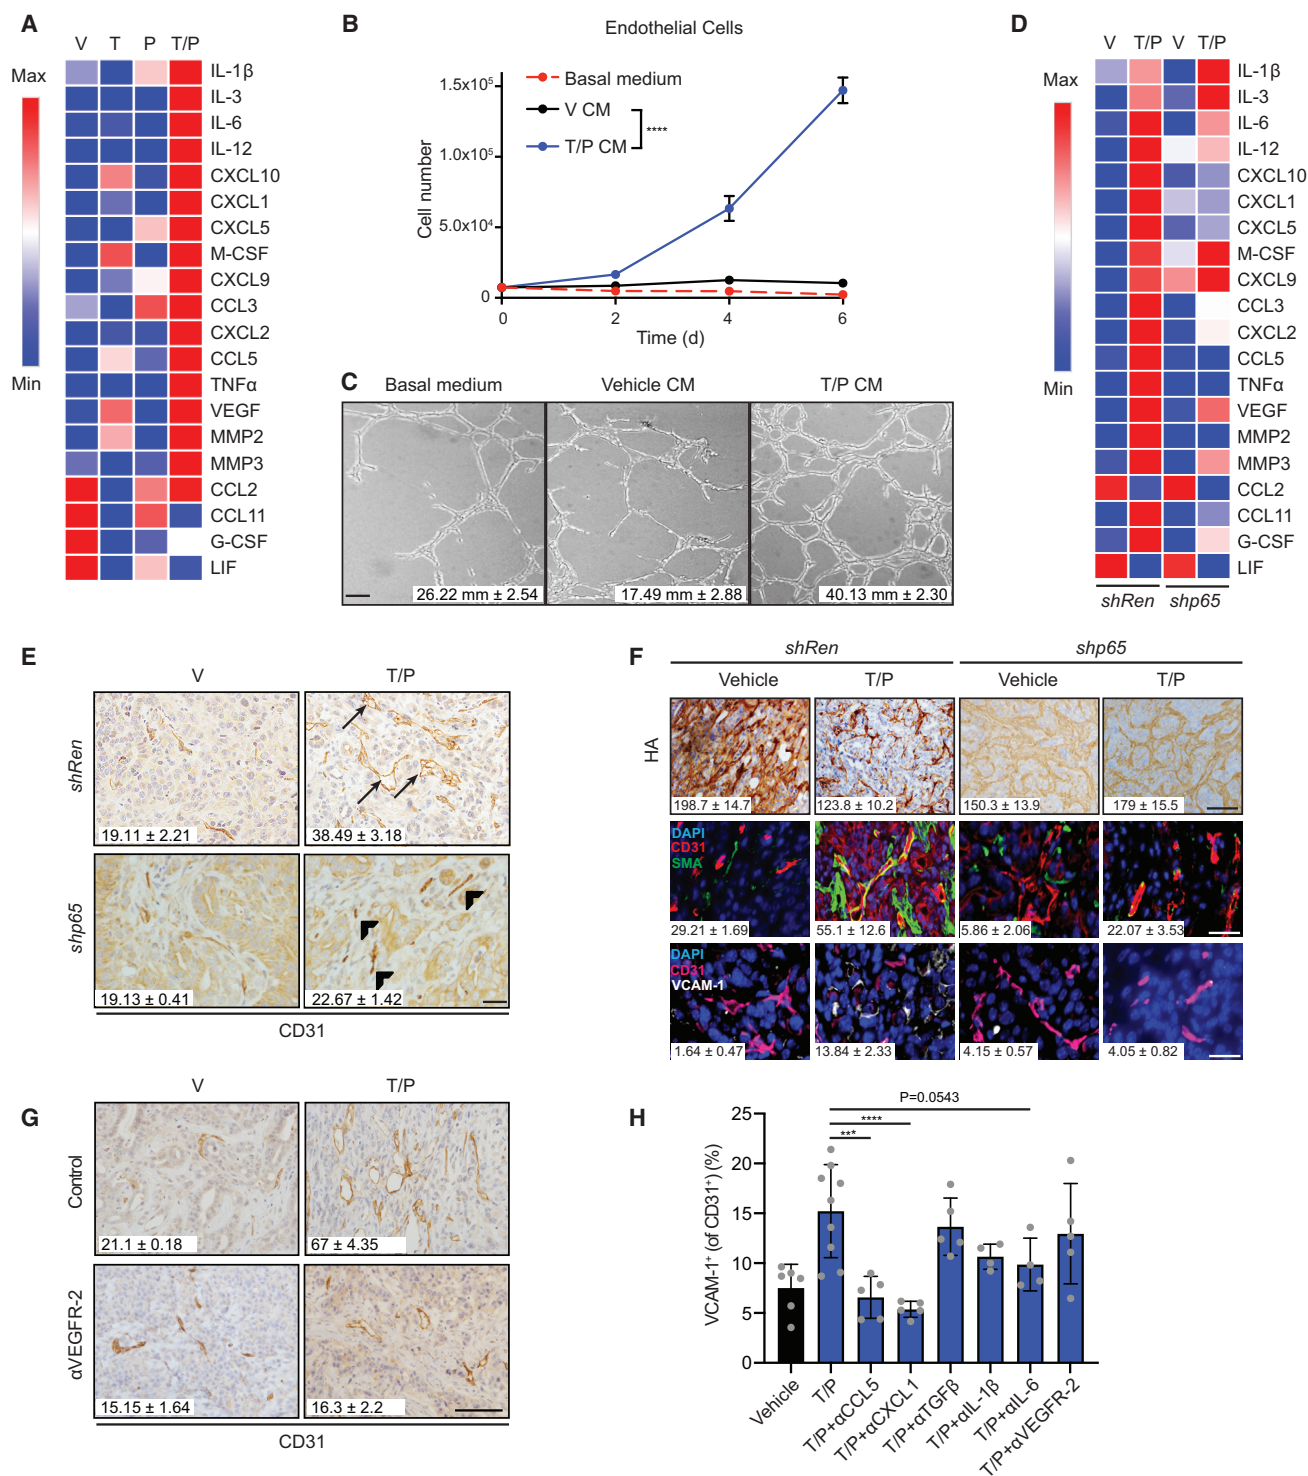 A
V T P T/P
Max
Min
IL-1β
IL-3
IL-6
IL-12
CXCL10
CXCL1
CXCL5
M-CSF
CXCL9
CCL3
CXCL2
CCL5
TNFα
VEGF
MMP2
MMP3
CCL2
CCL11
G-CSF
LIF
B
Endothelial Cells
Cell number
1.5x10⁵
1.0x10⁵
5.0x10⁴
0
Basal medium
V CM
T/P CM
****
0 2 4 6
Time (d)
C
Basal medium Vehicle CM T/P CM
26.22 mm ± 2.54 17.49 mm ± 2.88 40.13 mm ± 2.30
D
V T/P V T/P
Max
Min
IL-1β
IL-3
IL-6
IL-12
CXCL10
CXCL1
CXCL5
M-CSF
CXCL9
CCL3
CXCL2
CCL5
TNFα
VEGF
MMP2
MMP3
CCL2
CCL11
G-CSF
LIF
shRen shp65
E
V T/P
shRen
19.11 ± 2.21 38.49 ± 3.18
shp65
19.13 ± 0.41 22.67 ± 1.42
CD31
F
shRen shp65
Vehicle T/P Vehicle T/P
HA
198.7 ± 14.7 123.8 ± 10.2 150.3 ± 13.9 179 ± 15.5
DAPI
CD31
SMA
29.21 ± 1.69 55.1 ± 12.6 5.86 ± 2.06 22.07 ± 3.53
DAPI
CD31
VCAM-1
1.64 ± 0.47 13.84 ± 2.33 4.15 ± 0.57 4.05 ± 0.82
G
V T/P
Control
21.1 ± 0.18 67 ± 4.35
αVEGFR-2
15.15 ± 1.64 16.3 ± 2.2
CD31
H
VCAM-1⁺ (of CD31⁺) (%)
25
20
15
10
5
0
P=0.0543
****
***
Vehicle
T/P
T/P+αCCL5
T/P+αCXCL1
T/P+αTGFβ
T/P+αIL-1β
T/P+αIL-6
T/P+αVEGFR-2